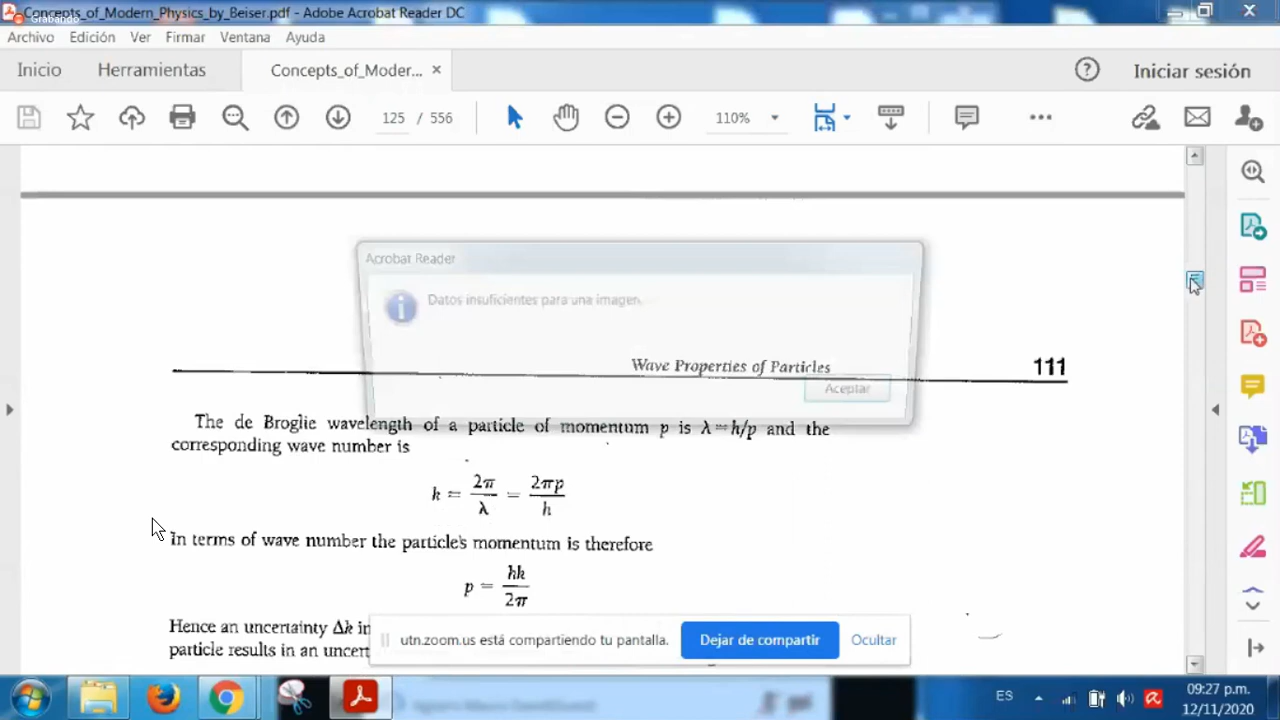 Concepts_of_Modern_Physics_by_Beiser.pdf - Adobe Acrobat Reader DC
Grabando
Archivo Edición Ver Firmar Ventana Ayuda
Inicio Herramientas Concepts_of_Moder... × Iniciar sesión
125 / 556 110%
Acrobat Reader
Datos insuficientes para una imagen.
Wave Properties of Particles 111
Aceptar
The de Broglie wavelength of a particle of momentum p is λ = h/p and the
corresponding wave number is
k = 2π/λ = 2πp/h
In terms of wave number the particle's momentum is therefore
p = hk/2π
Hence an uncertainty Δk in
particle results in an uncert
utn.zoom.us está compartiendo tu pantalla. Dejar de compartir Ocultar
ES 09:27 p.m.
12/11/2020